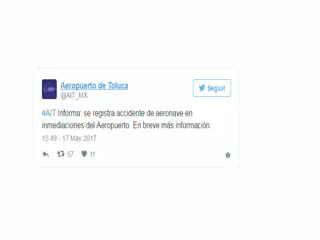 Aeropuerto de Toluca
@AIT_MX
Seguir
#AIT Informa: se registra accidente de aeronave en
inmediaciones del Aeropuerto. En breve más información.
15:49 - 17 May 2017
57 11